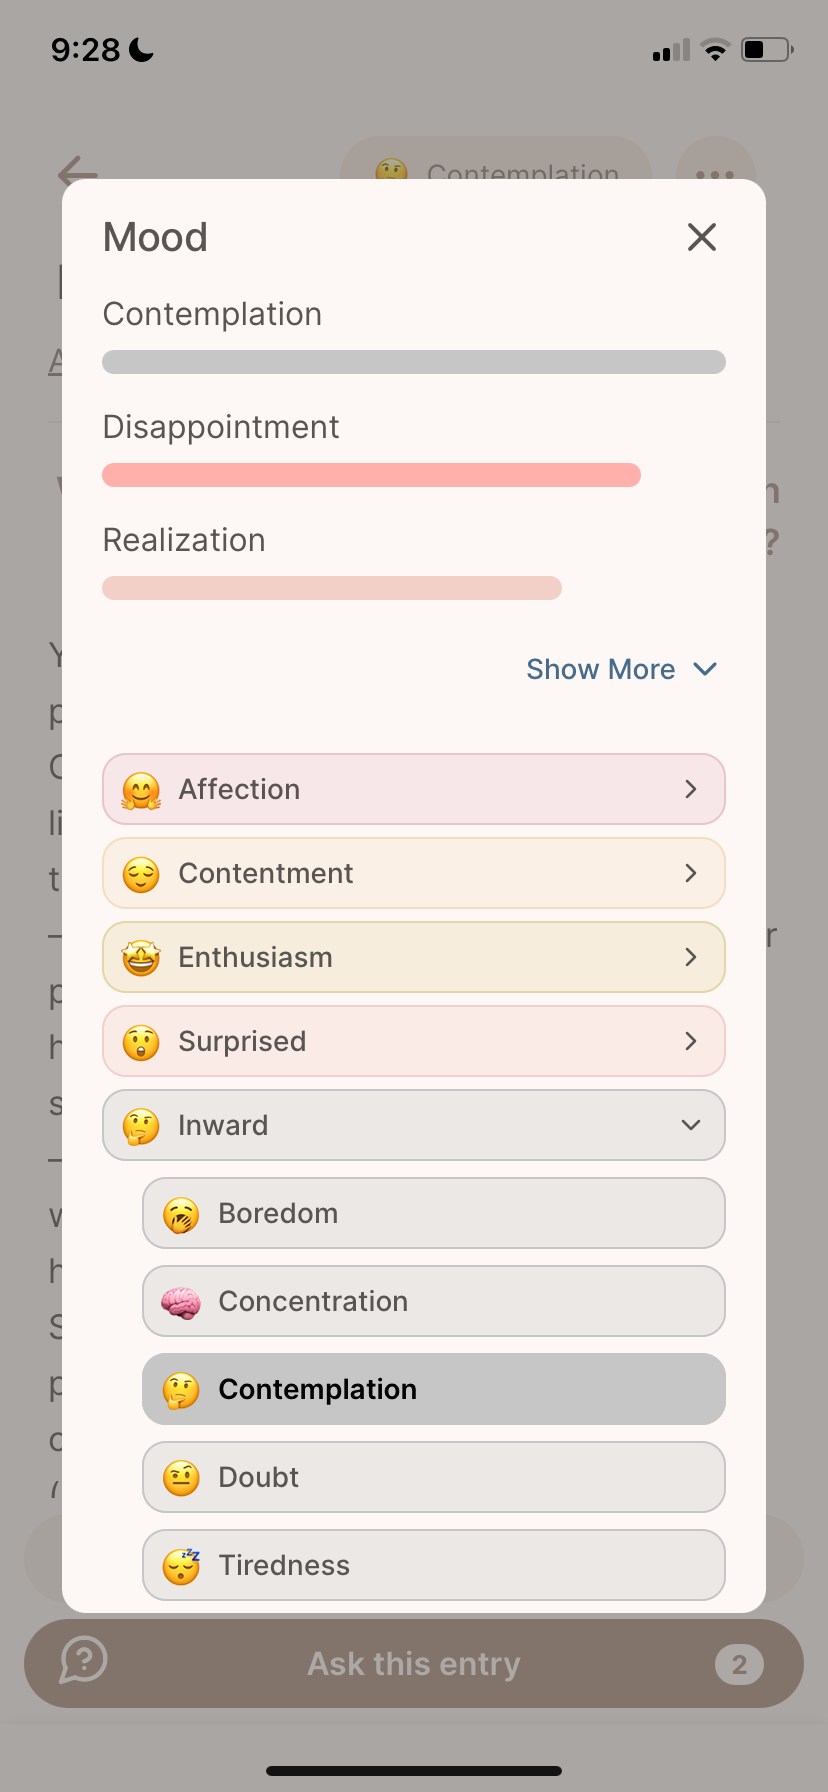 9:28
Contemplation
Mood
Contemplation
Disappointment
Realization
Show More
Affection
Contentment
Enthusiasm
Surprised
Inward
Boredom
Concentration
Contemplation
Doubt
Tiredness
Ask this entry
2